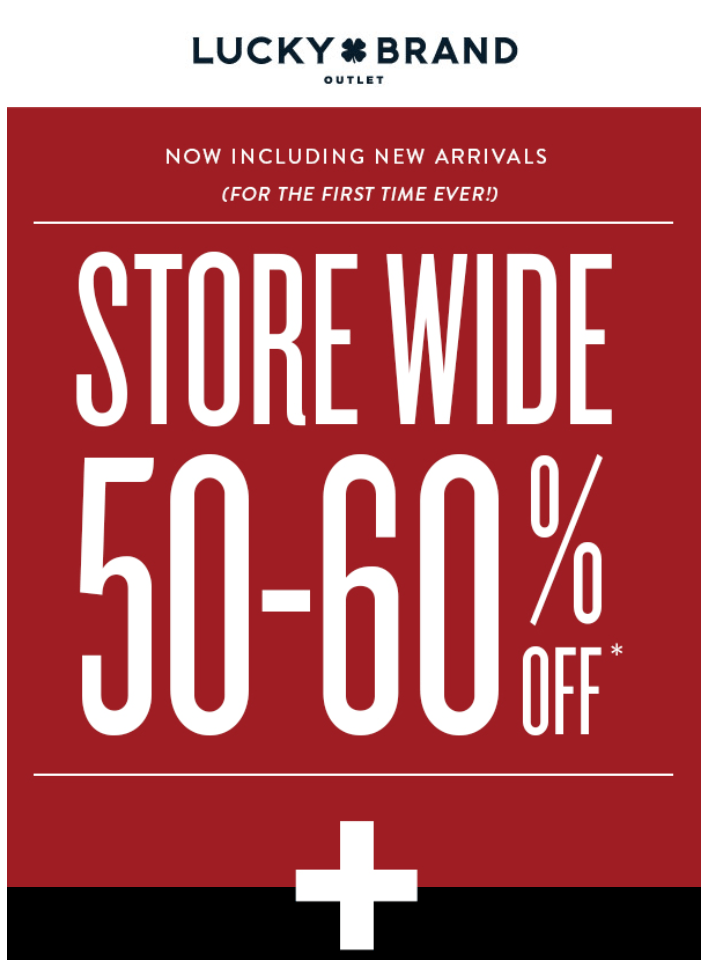 LUCKY BRAND
OUTLET
NOW INCLUDING NEW ARRIVALS
(FOR THE FIRST TIME EVER!)
STORE WIDE
50-60%
OFF*
+